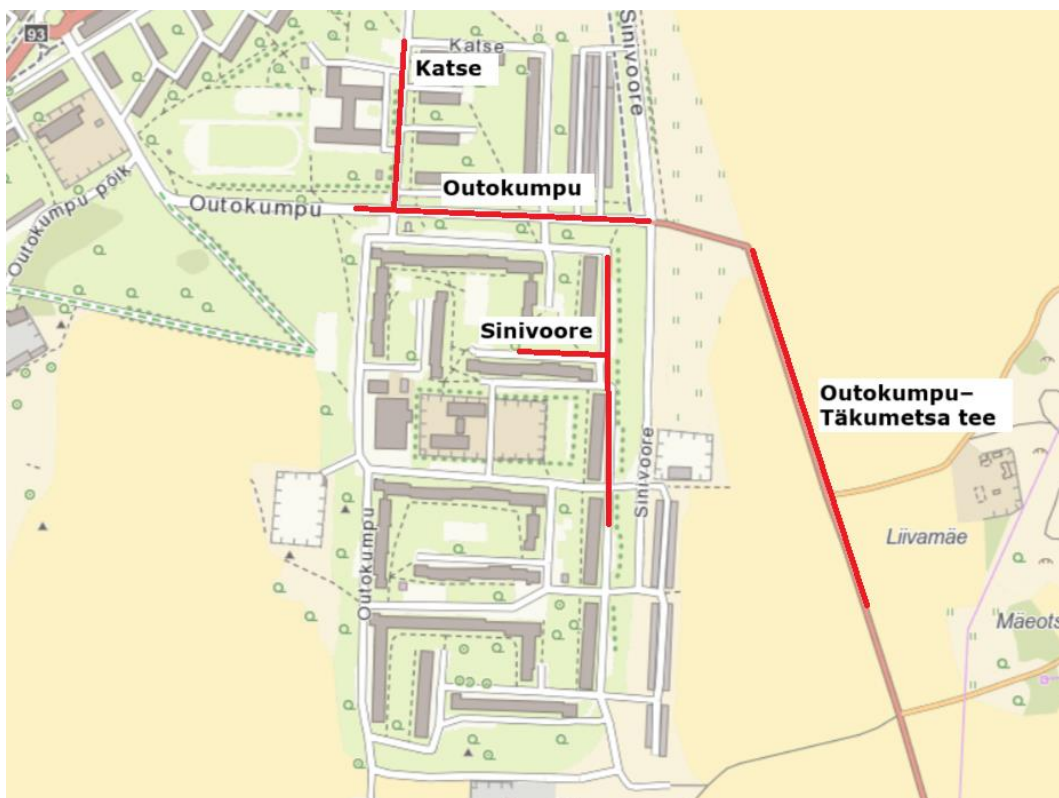 93
Katse
Katse
Sinivoore
Outokumpu põik
Outokumpu
Outokumpu
Sinivoore
Outokumpu–
Täkumetsa tee
Sinivoore
Outokumpu
Liivamäe
Mäeots